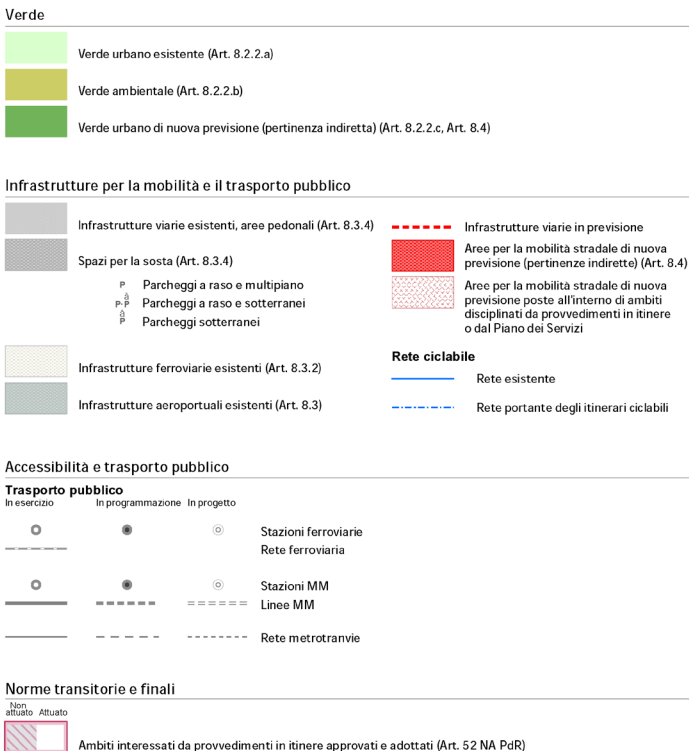 Verde
Verde urbano esistente (Art. 8.2.2.a)
Verde ambientale (Art. 8.2.2.b)
Verde urbano di nuova previsione (pertinenza indiretta) (Art. 8.2.2.c, Art. 8.4)
Infrastrutture per la mobilità e il trasporto pubblico
Infrastrutture viarie esistenti, aree pedonali (Art. 8.3.4)
Spazi per la sosta (Art. 8.3.4)
P Parcheggi a raso e multipiano
P-P Parcheggi a raso e sotterranei
P Parcheggi sotterranei
Infrastrutture ferroviarie esistenti (Art. 8.3.2)
Infrastrutture aeroportuali esistenti (Art. 8.3)
Infrastrutture viarie in previsione
Aree per la mobilità stradale di nuova
previsione (pertinenze indirette) (Art. 8.4)
Aree per la mobilità stradale di nuova
previsione poste all'interno di ambiti
disciplinati da provvedimenti in itinere
o dal Piano dei Servizi
Rete ciclabile
Rete esistente
Rete portante degli itinerari ciclabili
Accessibilità e trasporto pubblico
Trasporto pubblico
In esercizio In programmazione In progetto
Stazioni ferroviarie
Rete ferroviaria
Stazioni MM
Linee MM
Rete metrotranvie
Norme transitorie e finali
Non
attuato Attuato
Ambiti interessati da provvedimenti in itinere approvati e adottati (Art. 52 NA PdR)